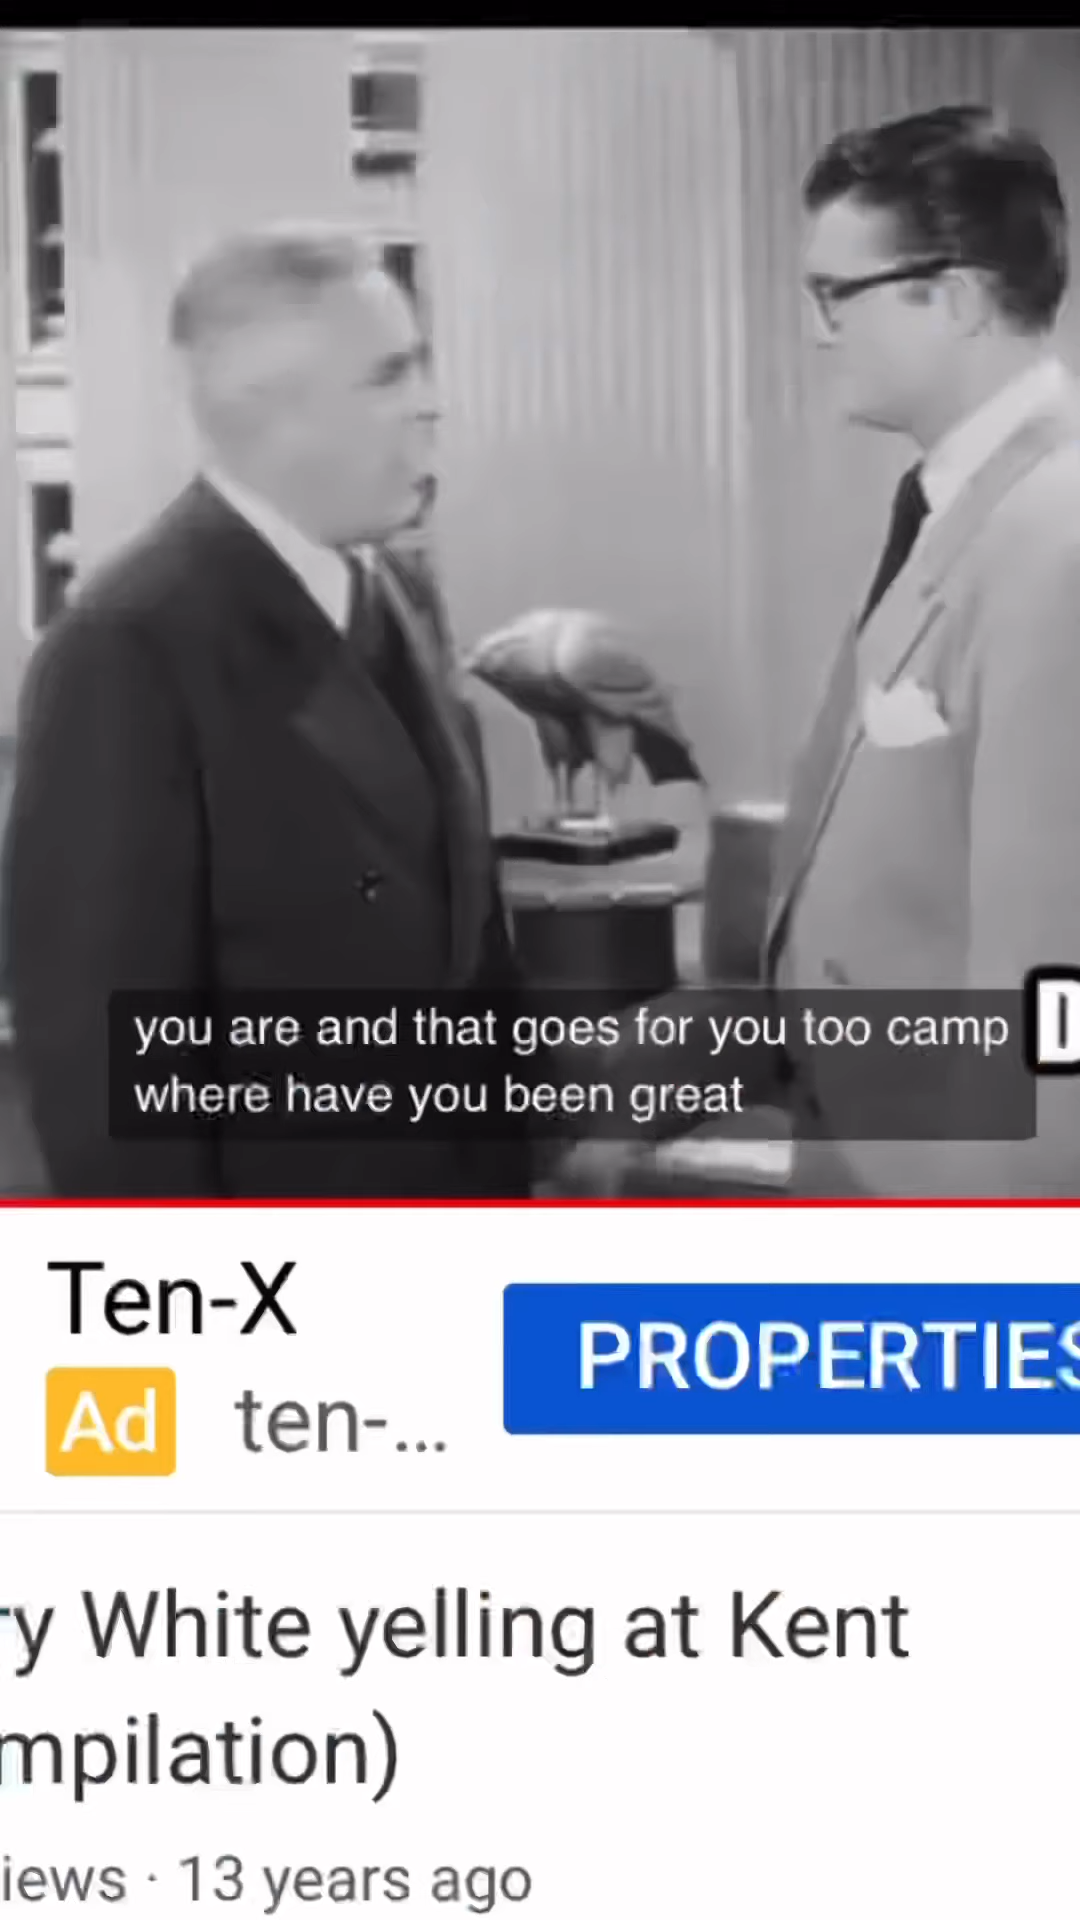 you are and that goes for you too camp
where have you been great
D
Ten-X
PROPERTIES
Ad ten-...
y White yelling at Kent
mpilation)
iews · 13 years ago